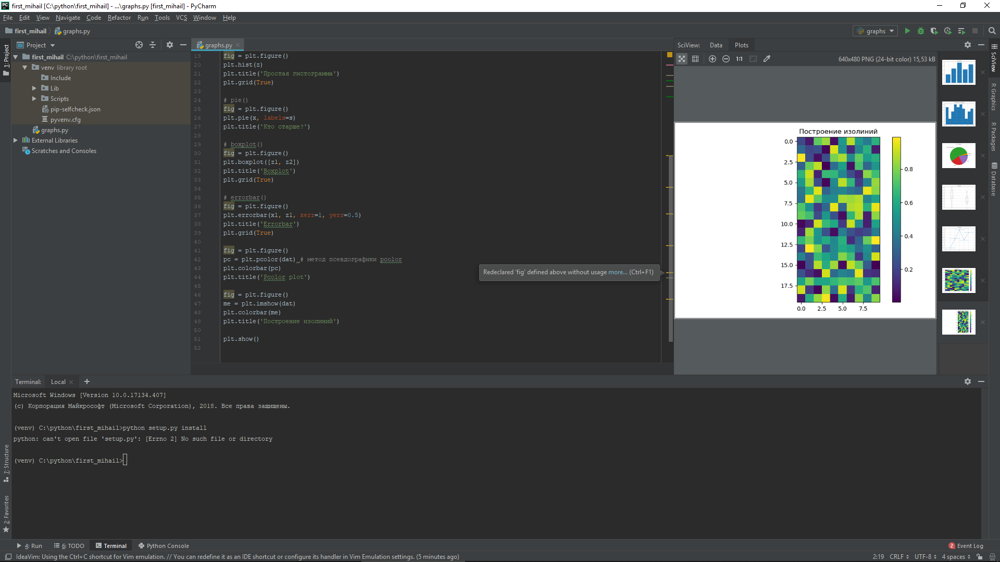 first_mihail [C:\python\first_mihail] - ...\graphs.py [first_mihail] - PyCharm
File Edit View Navigate Code Refactor Run Tools VCS Window Help
first_mihail graphs.py
graphs
Project
graphs.py
SciView: Data Plots
1: Project
first_mihail C:\python\first_mihail
venv library root
Include
Lib
Scripts
pip-selfcheck.json
pyvenv.cfg
graphs.py
External Libraries
Scratches and Consoles
19 fig = plt.figure()
20 plt.hist(z)
21 plt.title('Простая гистограмма')
22 plt.grid(True)
23
24 # pie()
25 fig = plt.figure()
26 plt.pie(x, labels=s)
27 plt.title('Кто старше?')
28
29 # boxplot()
30 fig = plt.figure()
31 plt.boxplot([z1, z2])
32 plt.title('Boxplot')
33 plt.grid(True)
34
35 # errorbar()
36 fig = plt.figure()
37 plt.errorbar(x1, z1, xerr=1, yerr=0.5)
38 plt.title('Errorbar')
39 plt.grid(True)
40
41 fig = plt.figure()
42 pc = plt.pcolor(dat) # метод псевдографики pcolor
43 plt.colorbar(pc)
44 plt.title('Pcolor plot')
45
46 fig = plt.figure()
47 me = plt.imshow(dat)
48 plt.colorbar(me)
49 plt.title('Построение изолиний')
50
51 plt.show()
52
Redeclared 'fig' defined above without usage more... (Ctrl+F1)
1:1
640x480 PNG (24-bit color) 15,53 kB
Построение изолиний
0.0
2.5
5.0
7.5
10.0
12.5
15.0
17.5
0.0 2.5 5.0 7.5
0.8
0.6
0.4
0.2
SciView
R Graphics
R Packages
Database
Terminal: Local
Microsoft Windows [Version 10.0.17134.407]
(c) Корпорация Майкрософт (Microsoft Corporation), 2018. Все права защищены.
(venv) C:\python\first_mihail>python setup.py install
python: can't open file 'setup.py': [Errno 2] No such file or directory
(venv) C:\python\first_mihail>
7: Structure
2: Favorites
4: Run 6: TODO Terminal Python Console
2 Event Log
IdeaVim: Using the Ctrl+C shortcut for Vim emulation. // You can redefine it as an IDE shortcut or configure its handler in Vim Emulation settings. (5 minutes ago)
2:19 CRLF UTF-8 4 spaces